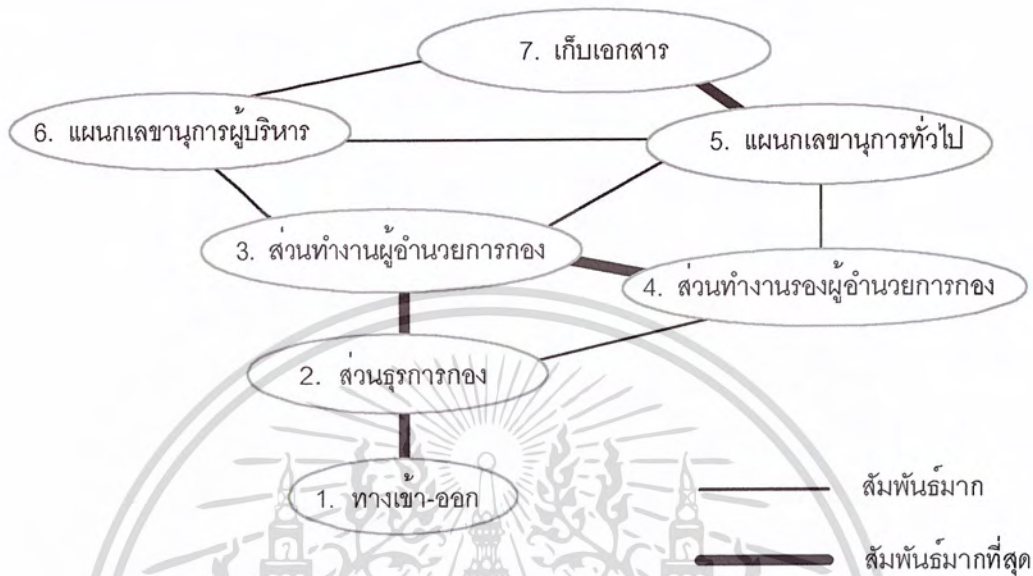 7. เก็บเอกสาร
6. แผนกเลขานุการผู้บริหาร
5. แผนกเลขานุการทั่วไป
3. ส่วนทำงานผู้อำนวยการกอง
4. ส่วนทำงานรองผู้อำนวยการกอง
2. ส่วนธุรการกอง
1. ทางเข้า-ออก
สัมพันธ์มาก
สัมพันธ์มากที่สุด